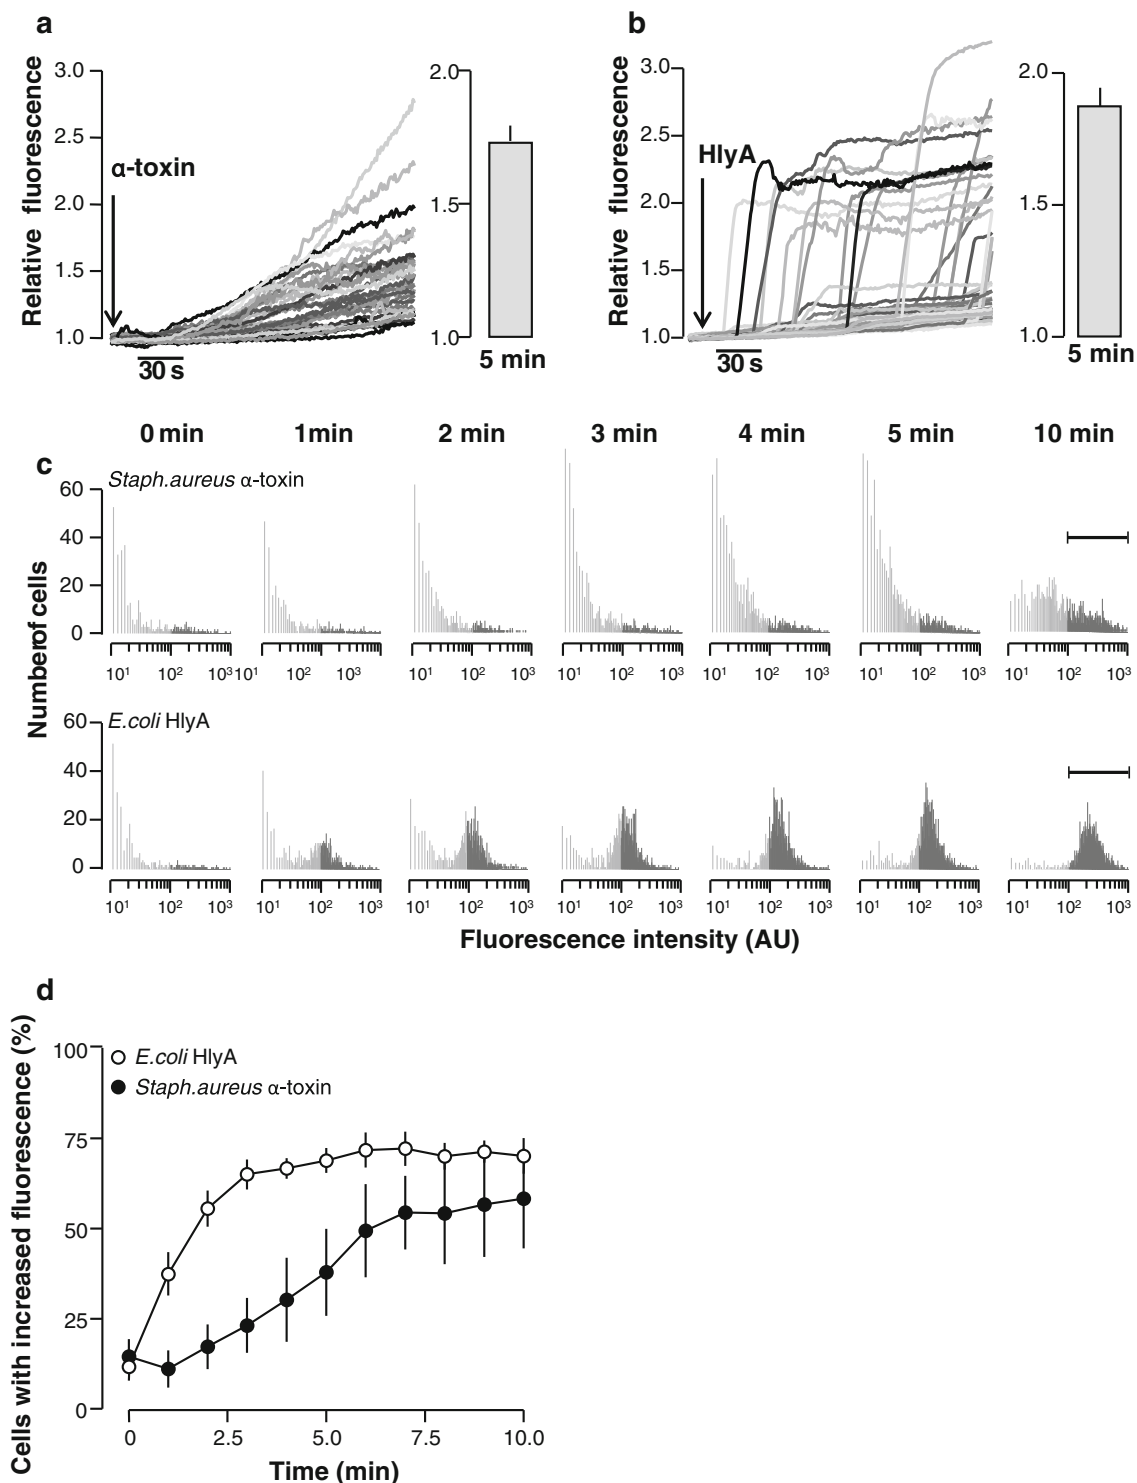 a
Relative fluorescence
3.0
2.5
2.0
1.5
1.0
α-toxin
30 s
2.0
1.5
1.0
5 min
b
Relative fluorescence
3.0
2.5
2.0
1.5
1.0
HlyA
30 s
2.0
1.5
1.0
5 min
c
0 min 1min 2 min 3 min 4 min 5 min 10 min
Staph.aureus α-toxin
Number of cells
60
40
20
0
10¹ 10² 10³ 10¹ 10² 10³ 10¹ 10² 10³ 10¹ 10² 10³ 10¹ 10² 10³ 10¹ 10² 10³ 10¹ 10² 10³
E.coli HlyA
60
40
20
0
10¹ 10² 10³ 10¹ 10² 10³ 10¹ 10² 10³ 10¹ 10² 10³ 10¹ 10² 10³ 10¹ 10² 10³ 10¹ 10² 10³
Fluorescence intensity (AU)
d
Cells with increased fluorescence (%)
100
75
50
25
0
E.coli HlyA
Staph.aureus α-toxin
0 2.5 5.0 7.5 10.0
Time (min)